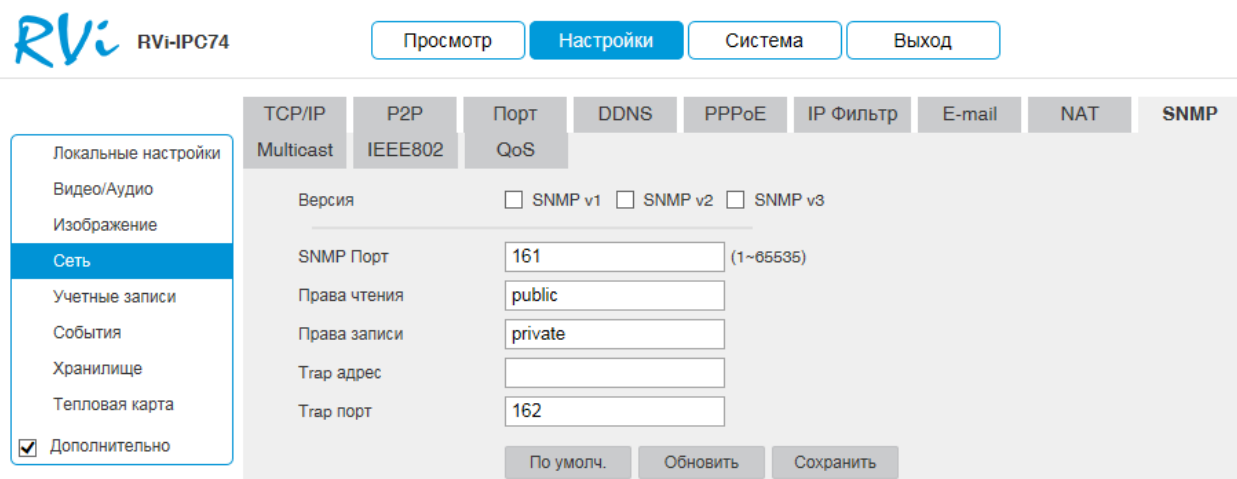 RVi RVi-IPC74 Просмотр Настройки Система Выход
TCP/IP P2P Порт DDNS PPPoE IP Фильтр E-mail NAT SNMP
Multicast IEEE802 QoS
Локальные настройки
Видео/Аудио
Изображение
Сеть
Учетные записи
События
Хранилище
Тепловая карта
Дополнительно
Версия SNMP v1 SNMP v2 SNMP v3
SNMP Порт 161 (1~65535)
Права чтения public
Права записи private
Trap адрес
Trap порт 162
По умолч. Обновить Сохранить